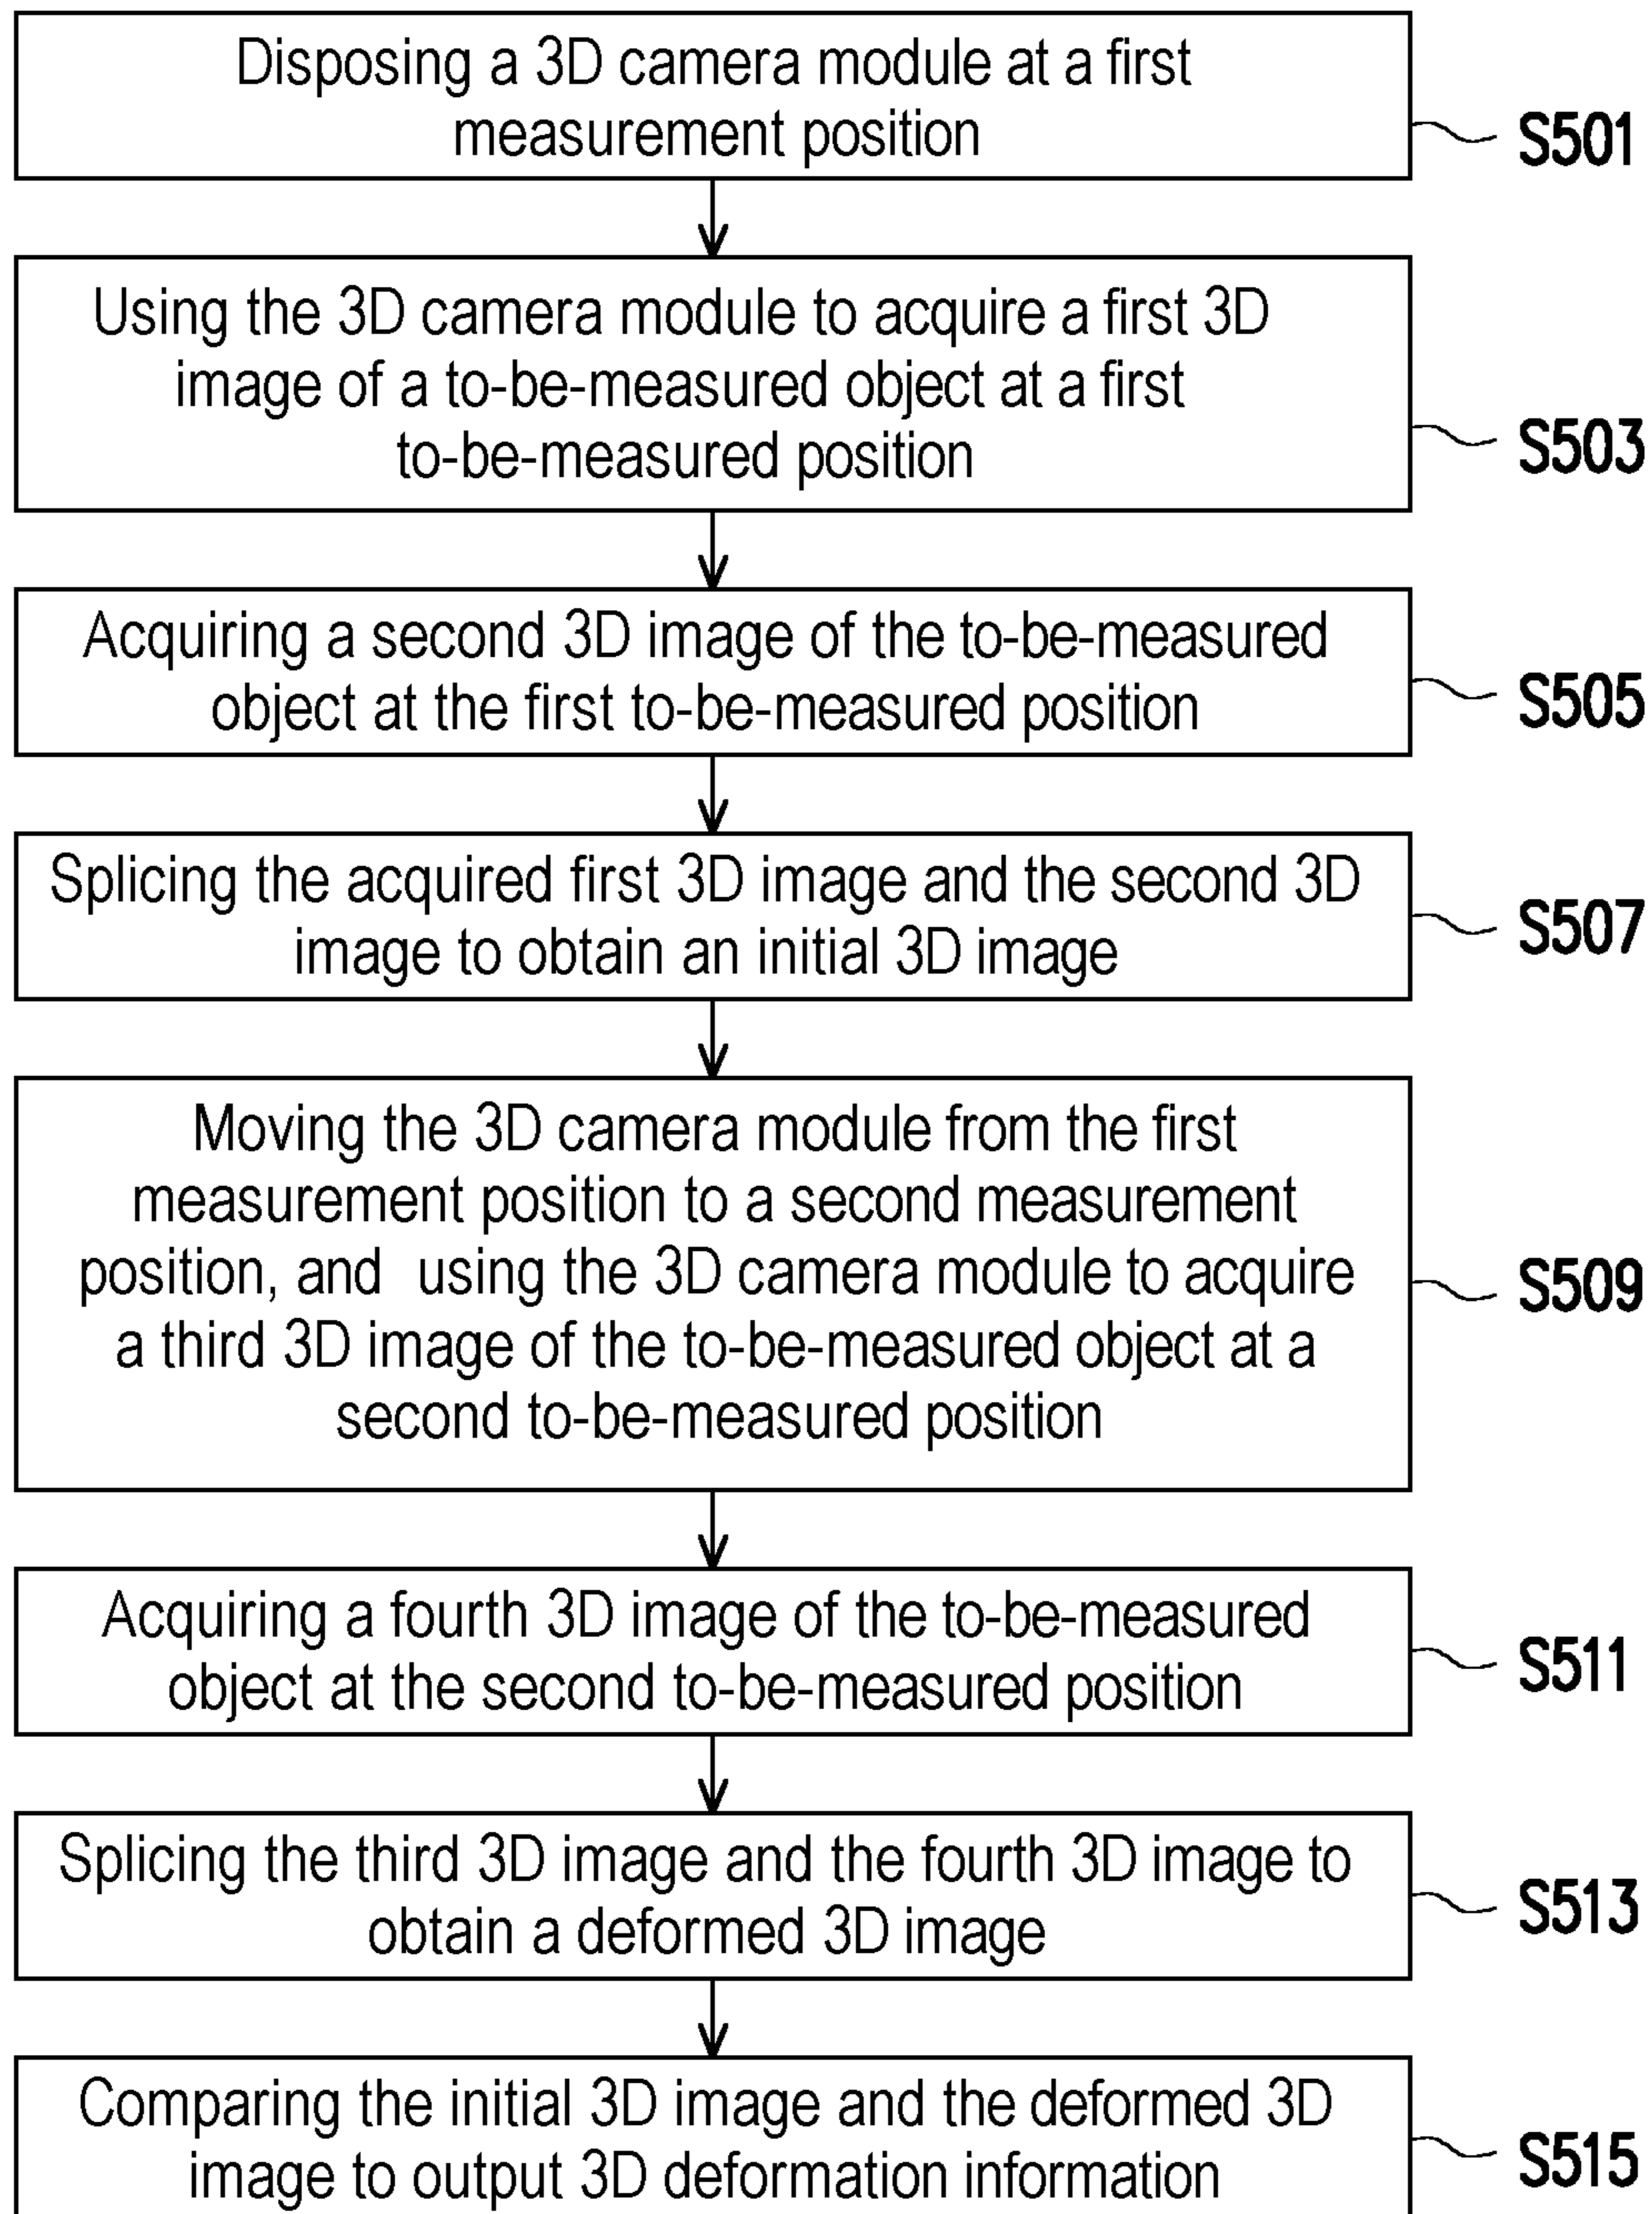 Disposing a 3D camera module at a first
measurement position
S501
Using the 3D camera module to acquire a first 3D
image of a to-be-measured object at a first
to-be-measured position
S503
Acquiring a second 3D image of the to-be-measured
object at the first to-be-measured position
S505
Splicing the acquired first 3D image and the second 3D
image to obtain an initial 3D image
S507
Moving the 3D camera module from the first
measurement position to a second measurement
position, and using the 3D camera module to acquire
a third 3D image of the to-be-measured object at a
second to-be-measured position
S509
Acquiring a fourth 3D image of the to-be-measured
object at the second to-be-measured position
S511
Splicing the third 3D image and the fourth 3D image to
obtain a deformed 3D image
S513
Comparing the initial 3D image and the deformed 3D
image to output 3D deformation information
S515